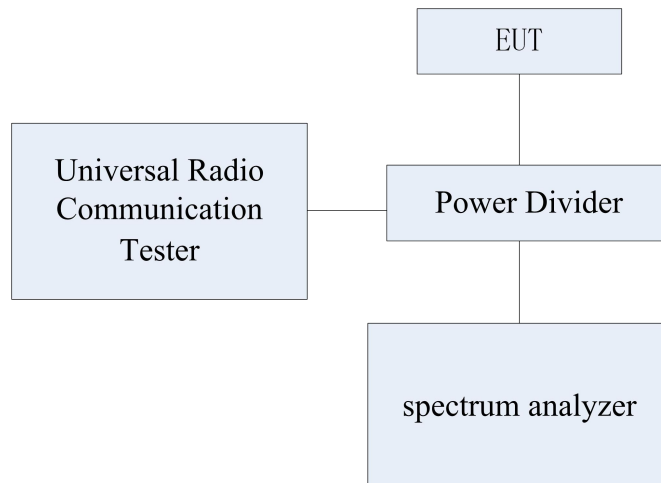 EUT
Universal Radio
Communication
Tester
Power Divider
spectrum analyzer